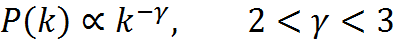 P(k) ∝ k^{−γ},    2 < γ < 3